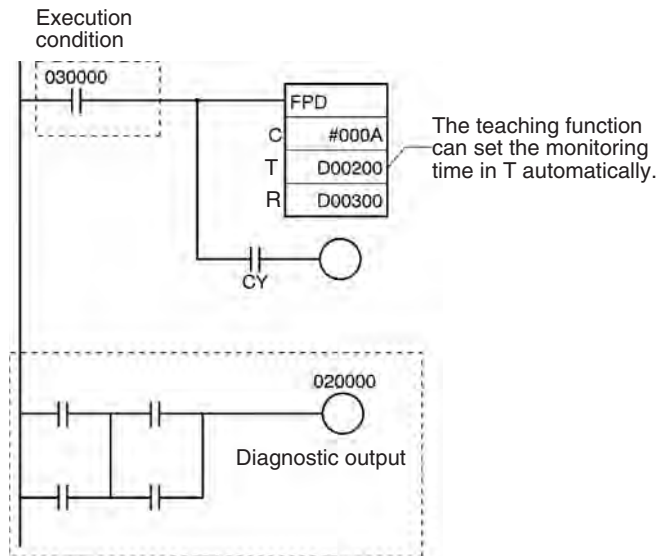 Execution
condition
030000
FPD
C #000A
T D00200
R D00300
The teaching function
can set the monitoring
time in T automatically.
CY
020000
Diagnostic output